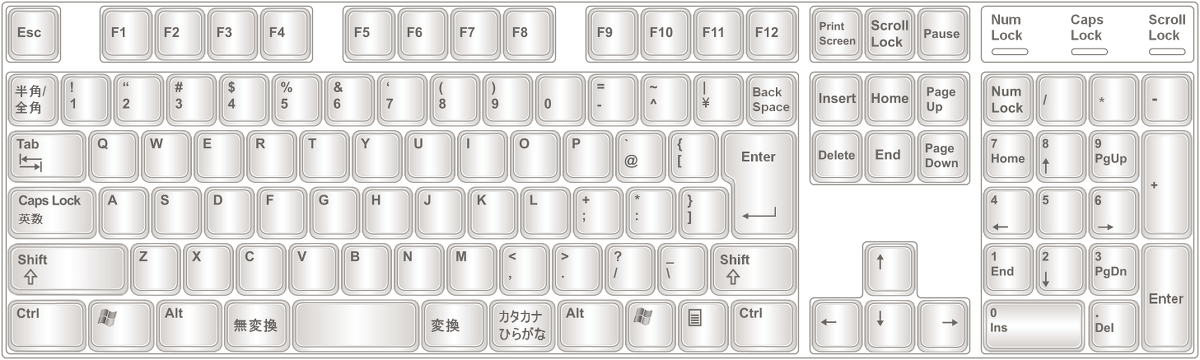 Esc F1 F2 F3 F4 F5 F6 F7 F8 F9 F10 F11 F12 Print Screen Scroll Lock Pause Num Lock Caps Lock Scroll Lock
半角/ ! “ # $ % & ‘ ( ) = ~ | Back Insert Home Page Up Num Lock / * -
全角 1 2 3 4 5 6 7 8 9 0 - ^ ¥ Space
Tab Q W E R T Y U I O P ` { Enter Delete End Page Down 7 8 9 +
@ [ Home ↑ PgUp
Caps Lock A S D F G H J K L + * } 4 5 6
英数 ; : ] ← →
Shift Z X C V B N M < > ? _ Shift ↑ 1 2 3 Enter
⇧ , . / \ ⇧ End ↓ PgDn
Ctrl Alt 無変換 変換 カタカナ Alt Ctrl ← ↓ → 0 .
ひらがな Ins Del